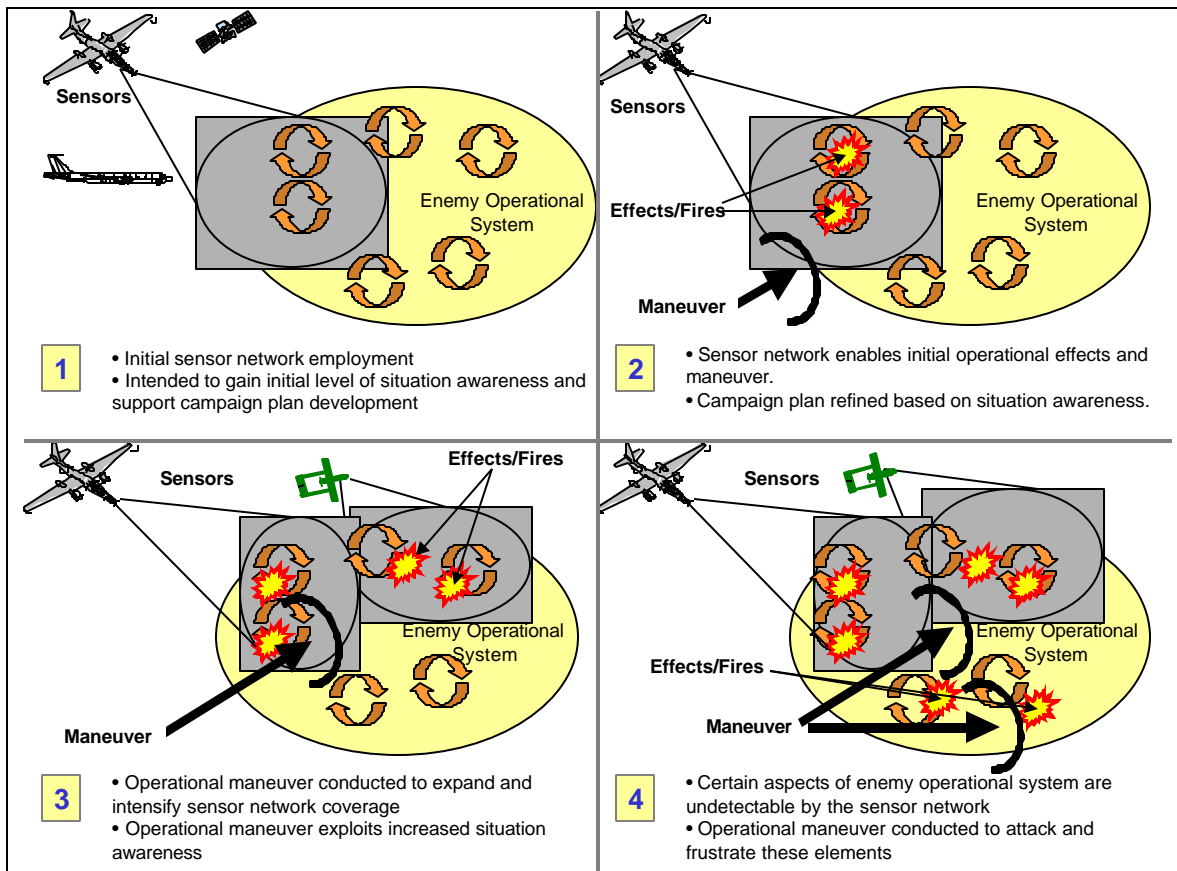 Sensors
Enemy Operational
System
1
• Initial sensor network employment
• Intended to gain initial level of situation awareness and
support campaign plan development
Sensors
Effects/Fires
Enemy Operational
System
Maneuver
2
• Sensor network enables initial operational effects and
maneuver.
• Campaign plan refined based on situation awareness.
Sensors
Effects/Fires
Enemy Operational
System
Maneuver
3
• Operational maneuver conducted to expand and
intensify sensor network coverage
• Operational maneuver exploits increased situation
awareness
Sensors
Enemy Operational
System
Effects/Fires
Maneuver
4
• Certain aspects of enemy operational system are
undetectable by the sensor network
• Operational maneuver conducted to attack and
frustrate these elements